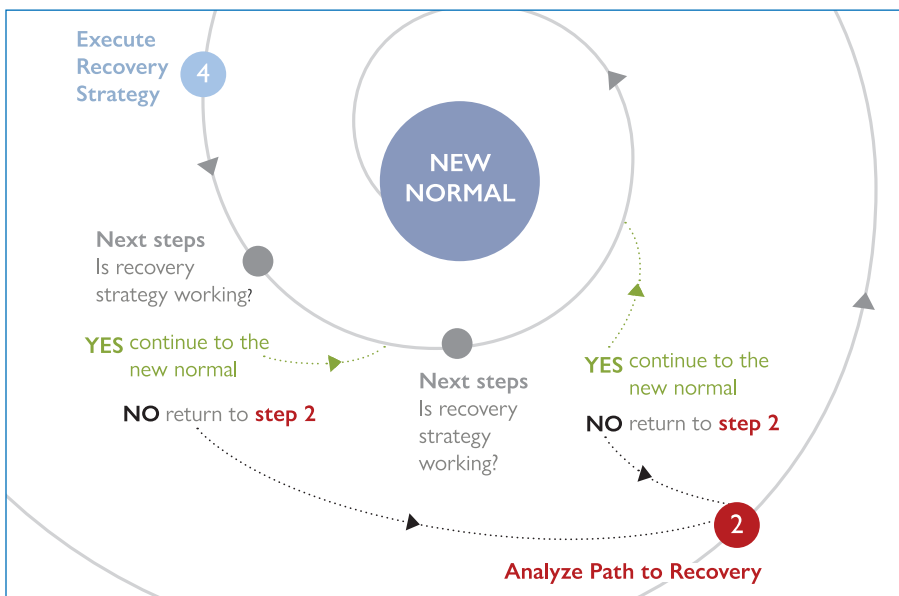 Execute
Recovery
Strategy
4
NEW
NORMAL
Next steps
Is recovery
strategy working?
YES continue to the
new normal
NO return to step 2
Next steps
Is recovery
strategy
working?
YES continue to the
new normal
NO return to step 2
2
Analyze Path to Recovery